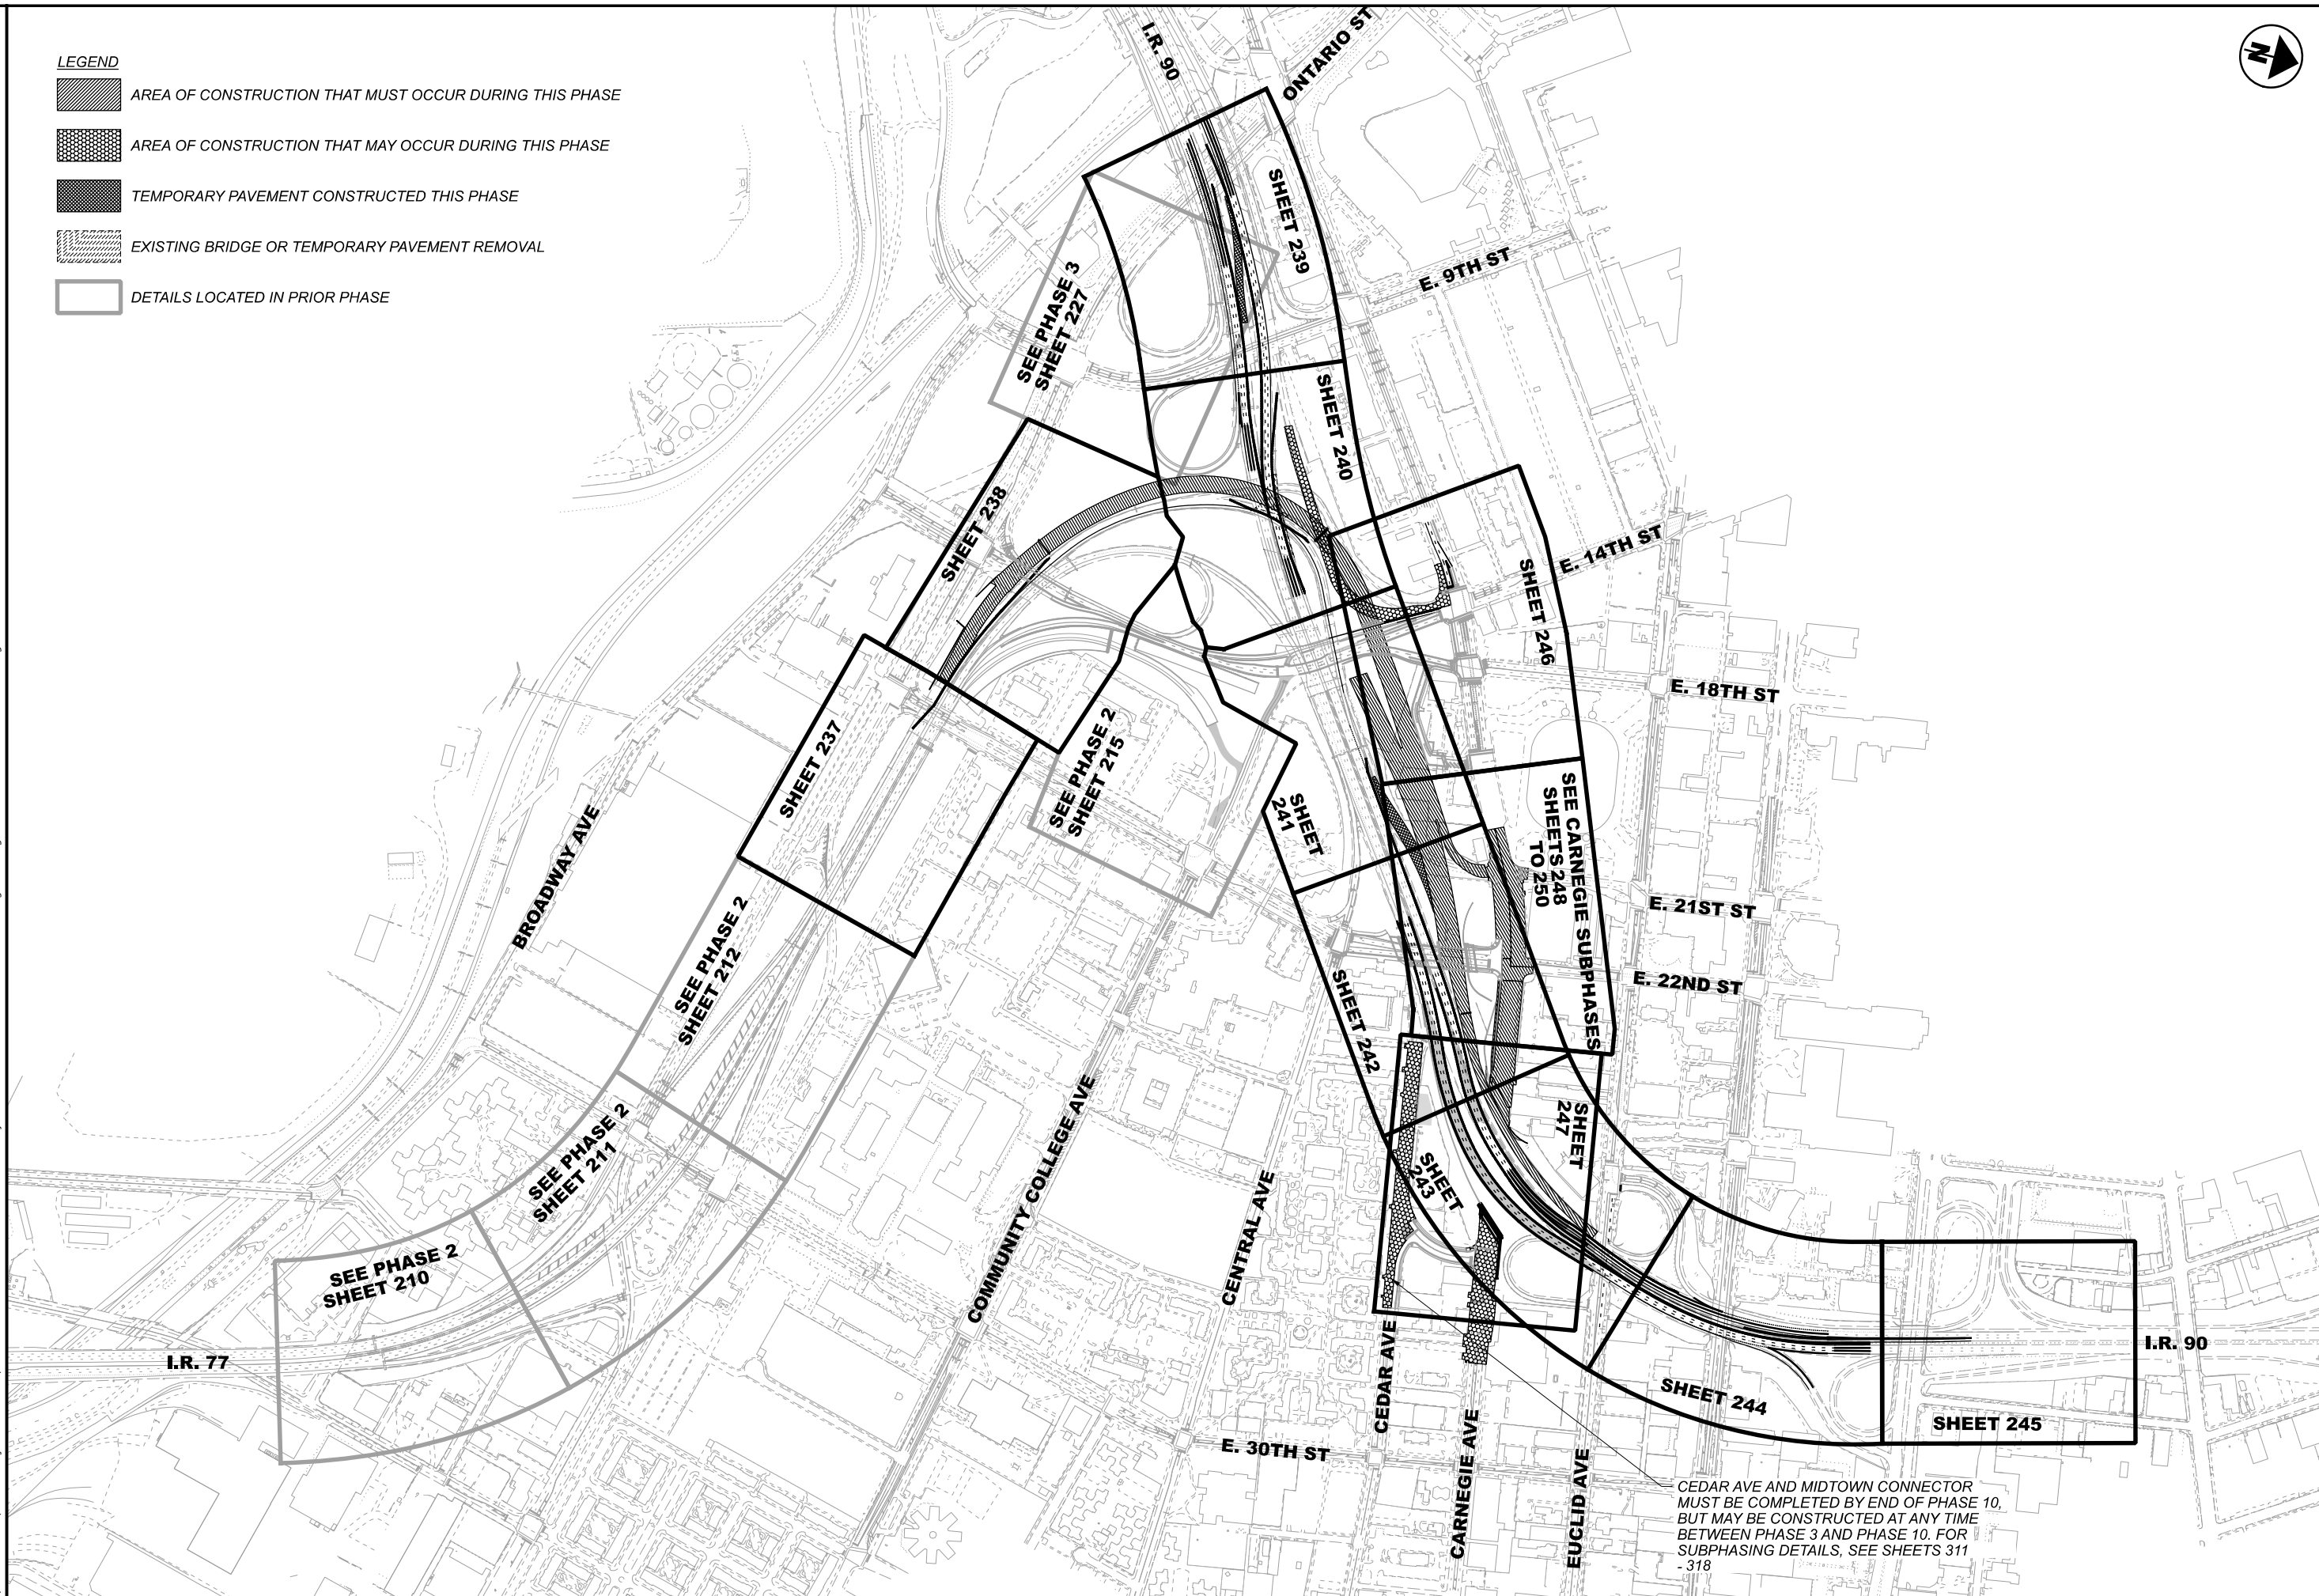 LEGEND
AREA OF CONSTRUCTION THAT MUST OCCUR DURING THIS PHASE
AREA OF CONSTRUCTION THAT MAY OCCUR DURING THIS PHASE
TEMPORARY PAVEMENT CONSTRUCTED THIS PHASE
EXISTING BRIDGE OR TEMPORARY PAVEMENT REMOVAL
DETAILS LOCATED IN PRIOR PHASE
I.R. 90
ONTARIO ST
N
SHEET 239
E. 9TH ST
SEE PHASE 3
SHEET 227
SHEET 240
SHEET 238
E. 14TH ST
SHEET 246
E. 18TH ST
SHEET 237
SEE PHASE 2
SHEET 215
SHEET
241
SEE CARNEGIE SUBPHASES
SHEETS 248
TO 250
BROADWAY AVE
E. 21ST ST
SEE PHASE 2
SHEET 212
E. 22ND ST
SHEET 242
SEE PHASE 2
SHEET 211
COMMUNITY COLLEGE AVE
SHEET
247
SHEET
243
CENTRAL AVE
SEE PHASE 2
SHEET 210
I.R. 77
I.R. 90
CEDAR AVE
SHEET 244
SHEET 245
E. 30TH ST
CARNEGIE AVE
EUCLID AVE
CEDAR AVE AND MIDTOWN CONNECTOR
MUST BE COMPLETED BY END OF PHASE 10,
BUT MAY BE CONSTRUCTED AT ANY TIME
BETWEEN PHASE 3 AND PHASE 10. FOR
SUBPHASING DETAILS, SEE SHEETS 311
- 318